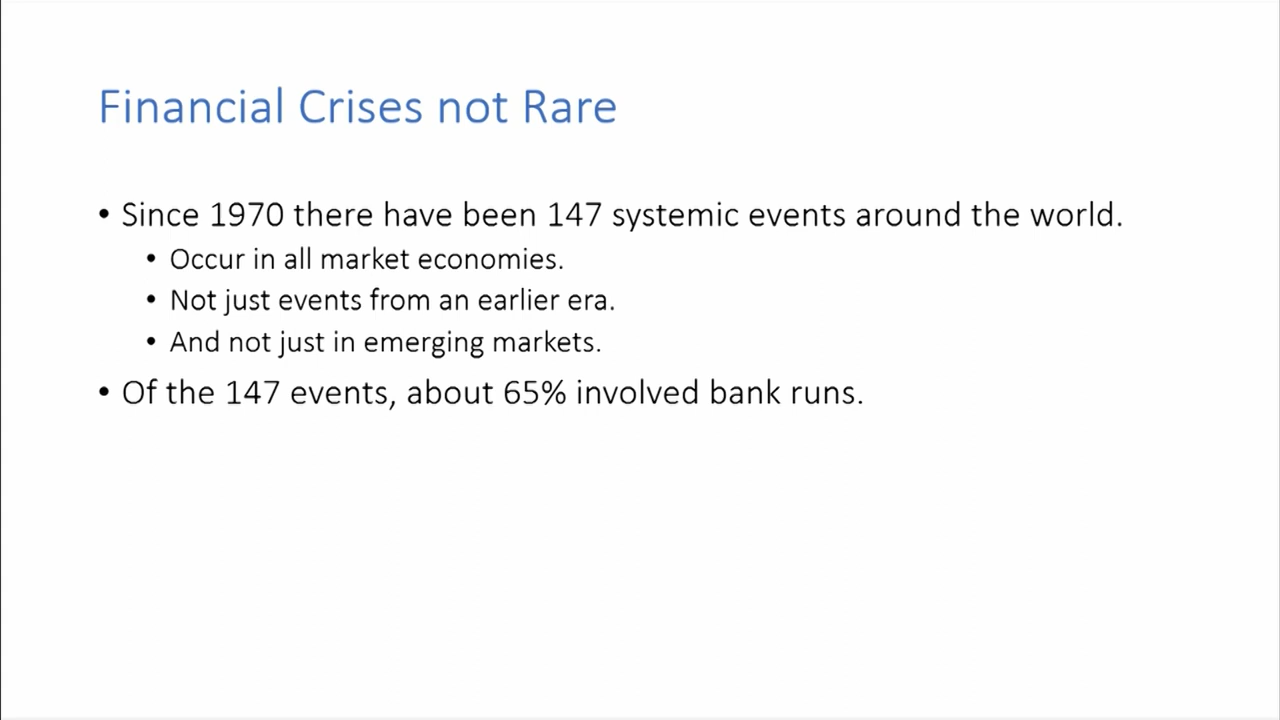 Financial Crises not Rare
• Since 1970 there have been 147 systemic events around the world.
• Occur in all market economies.
• Not just events from an earlier era.
• And not just in emerging markets.
• Of the 147 events, about 65% involved bank runs.